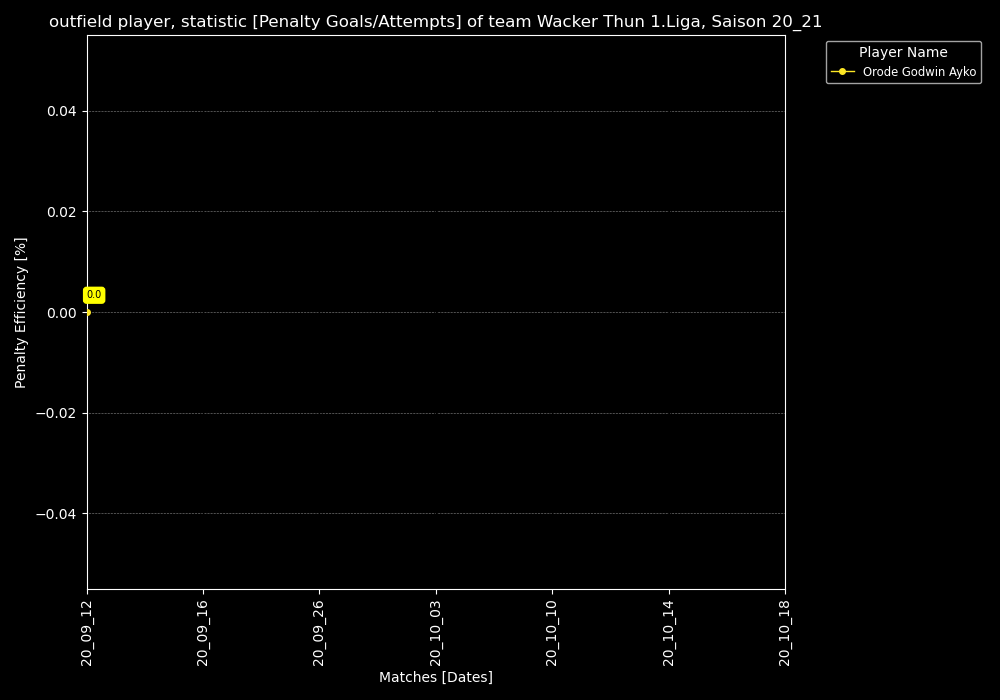 outfield player, statistic [Penalty Goals/Attempts] of team Wacker Thun 1.Liga, Saison 20_21
Player Name
Orode Godwin Ayko
Penalty Efficiency [%]
0.04
0.02
0.00
−0.02
−0.04
0.0
20_09_12
20_09_16
20_09_26
20_10_03
20_10_10
20_10_14
20_10_18
Matches [Dates]